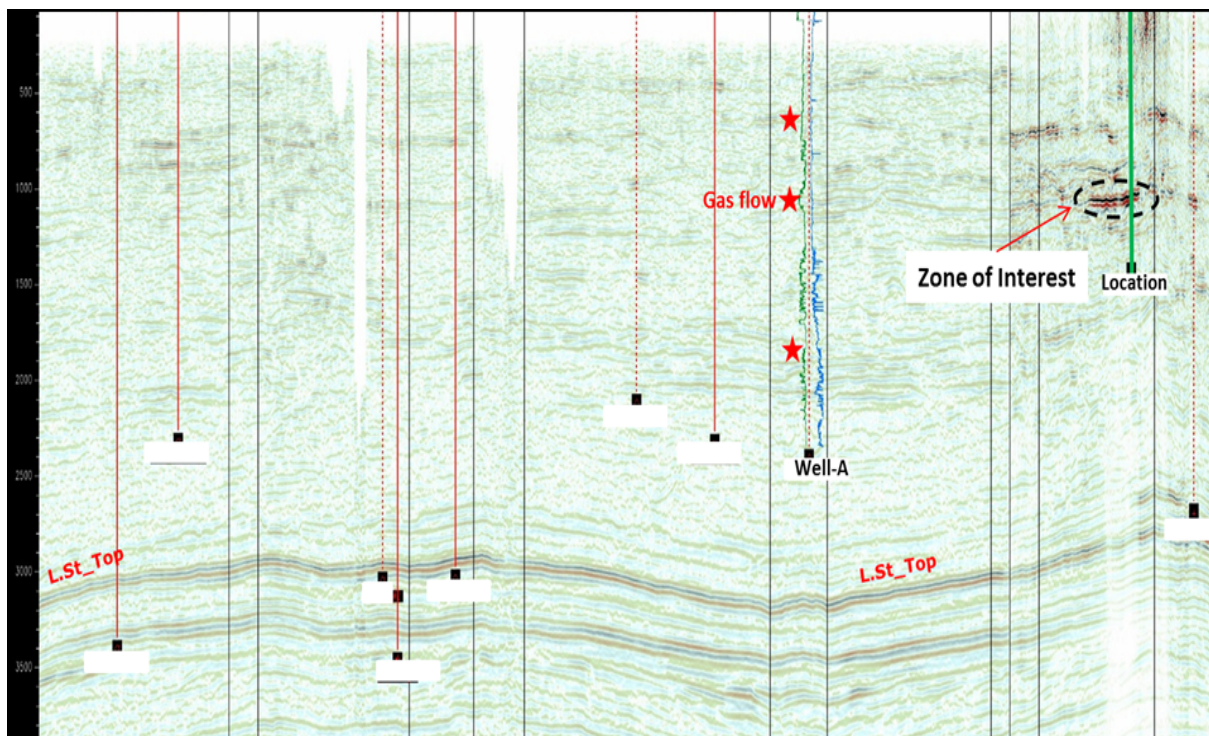 500
1000
Gas flow
Zone of Interest
Location
1500
2000
Well-A
2500
L.St_Top
L.St_Top
3000
3500